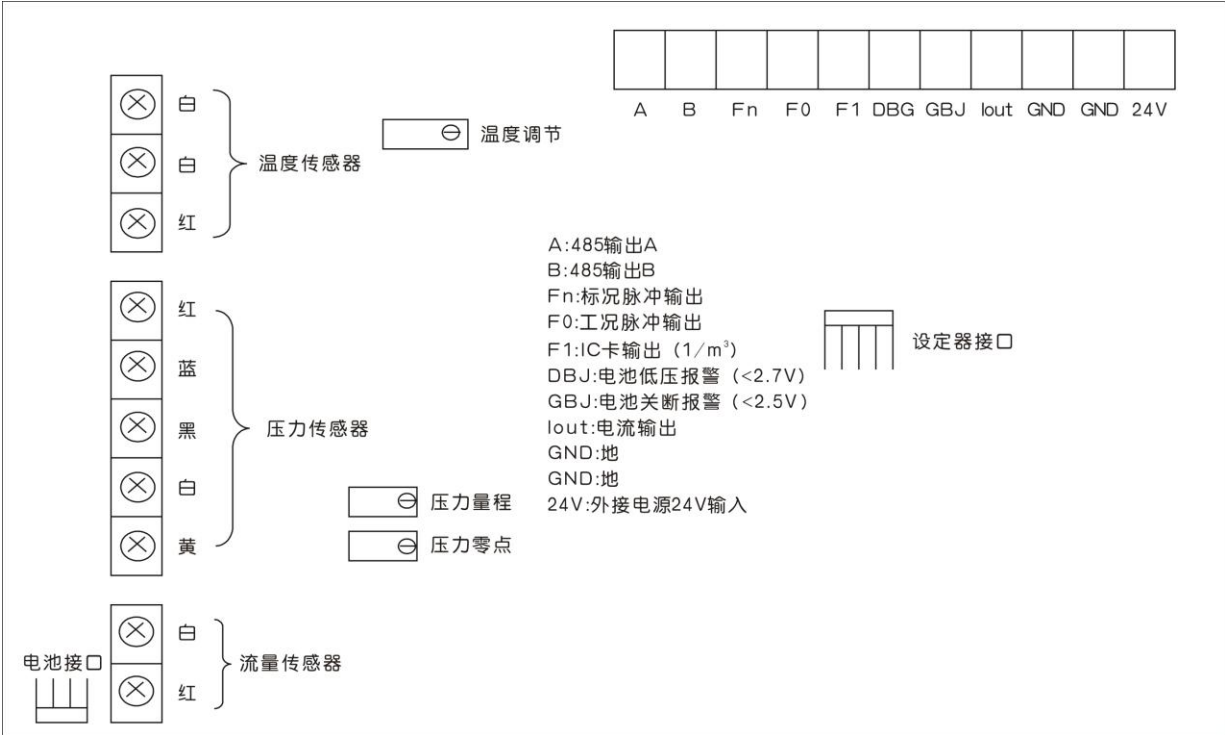 A B Fn F0 F1 DBG GBJ Iout GND GND 24V
白
白
红
温度传感器
温度调节
红
蓝
黑
白
黄
压力传感器
压力量程
压力零点
白
红
流量传感器
电池接口
A:485输出A
B:485输出B
Fn:标况脉冲输出
F0:工况脉冲输出
F1:IC卡输出（1/m³）
DBJ:电池低压报警（<2.7V）
GBJ:电池关断报警（<2.5V）
Iout:电流输出
GND:地
GND:地
24V:外接电源24V输入
设定器接口